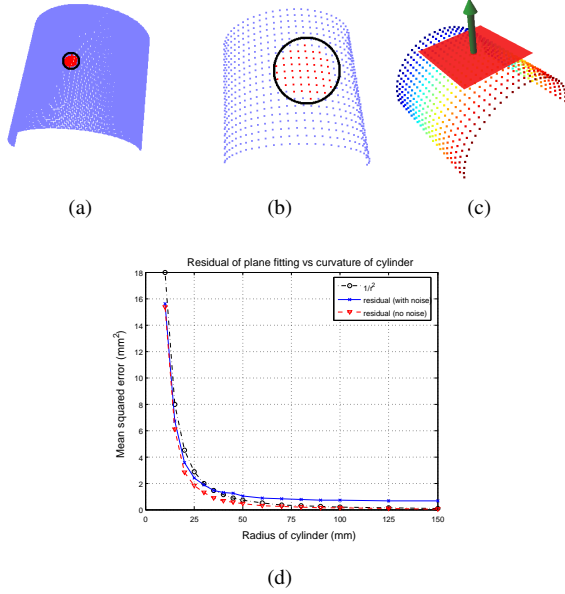 (a)
(b)
(c)
Residual of plane fitting vs curvature of cylinder
18
16
14
12
10
8
6
4
2
0
Mean squared error (mm²)
1/r²
residual (with noise)
residual (no noise)
0 25 50 75 100 125 150
Radius of cylinder (mm)
(d)